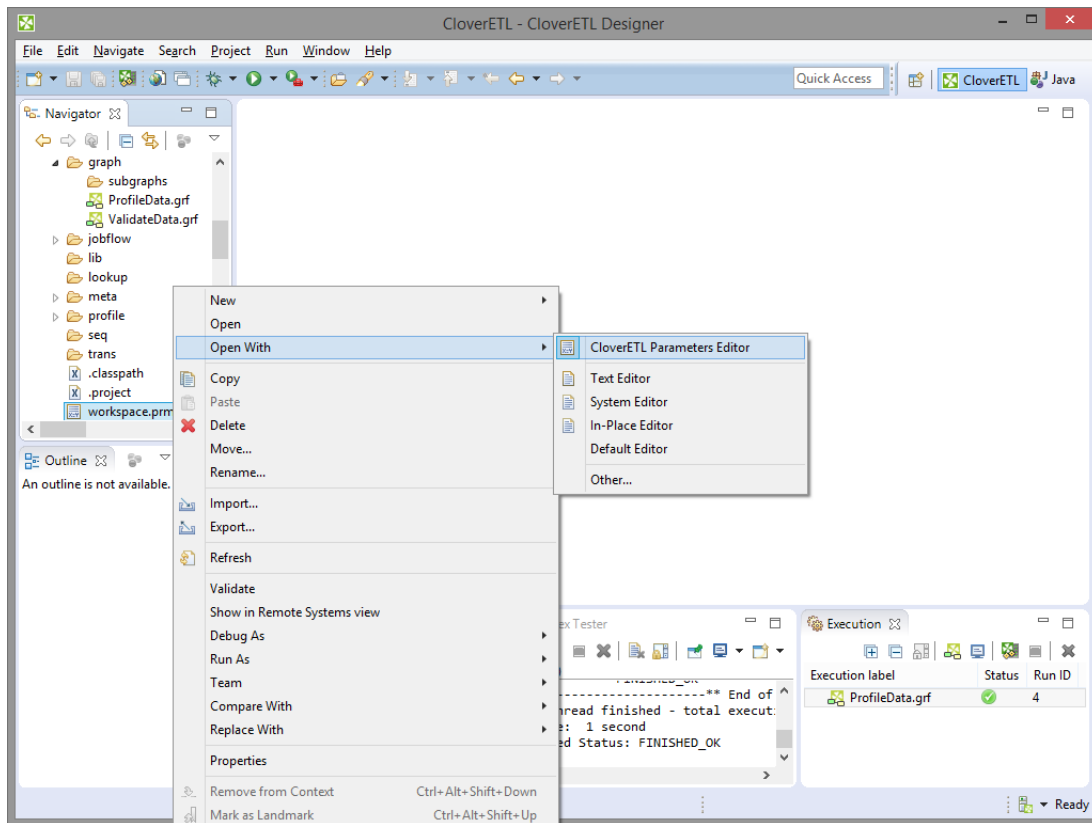 CloverETL - CloverETL Designer
File Edit Navigate Search Project Run Window Help
Quick Access
CloverETL
Java
Navigator
graph
subgraphs
ProfileData.grf
ValidateData.grf
jobflow
lib
lookup
meta
profile
seq
trans
.classpath
.project
workspace.prm
Outline
An outline is not available.
New
Open
Open With
Copy
Paste
Delete
Move...
Rename...
Import...
Export...
Refresh
Validate
Show in Remote Systems view
Debug As
Run As
Team
Compare With
Replace With
Properties
Remove from Context Ctrl+Alt+Shift+Down
Mark as Landmark Ctrl+Alt+Shift+Up
CloverETL Parameters Editor
Text Editor
System Editor
In-Place Editor
Default Editor
Other...
ex Tester
---------------------** End of
hread finished - total execut:
e: 1 second
ed Status: FINISHED_OK
Execution
Execution label Status Run ID
ProfileData.grf 4
Ready